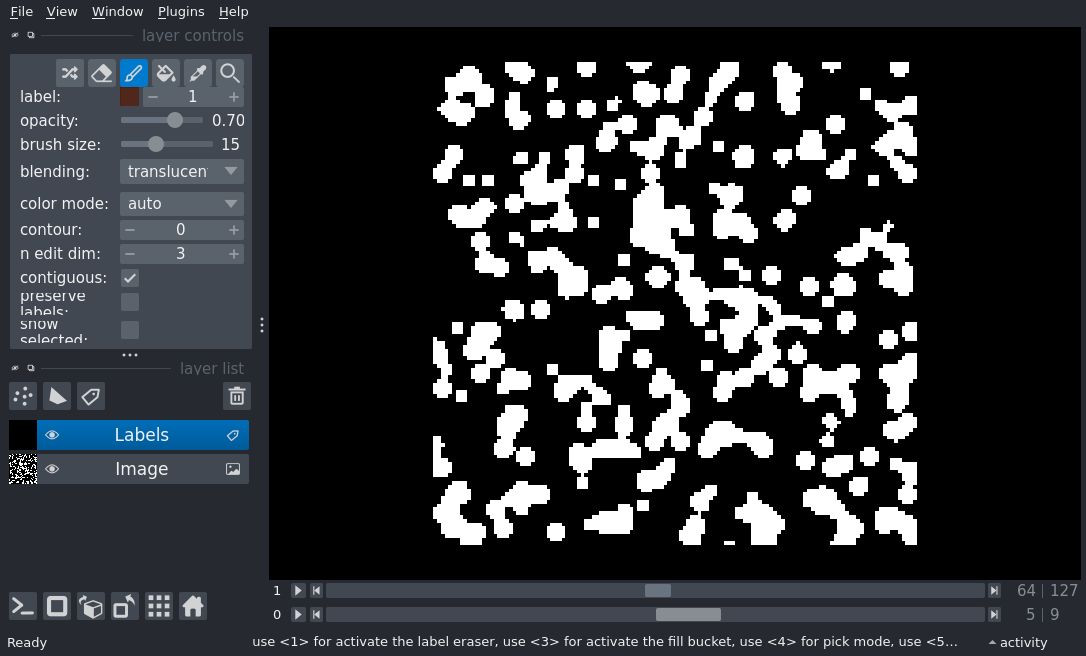 File View Window Plugins Help
layer controls
label: 1
opacity: 0.70
brush size: 15
blending: translucen
color mode: auto
contour: 0
n edit dim: 3
contiguous:
preserve
labels:
show
selected:
layer list
Labels
Image
1 64 | 127
0 5 | 9
Ready use <1> for activate the label eraser, use <3> for activate the fill bucket, use <4> for pick mode, use <5... activity